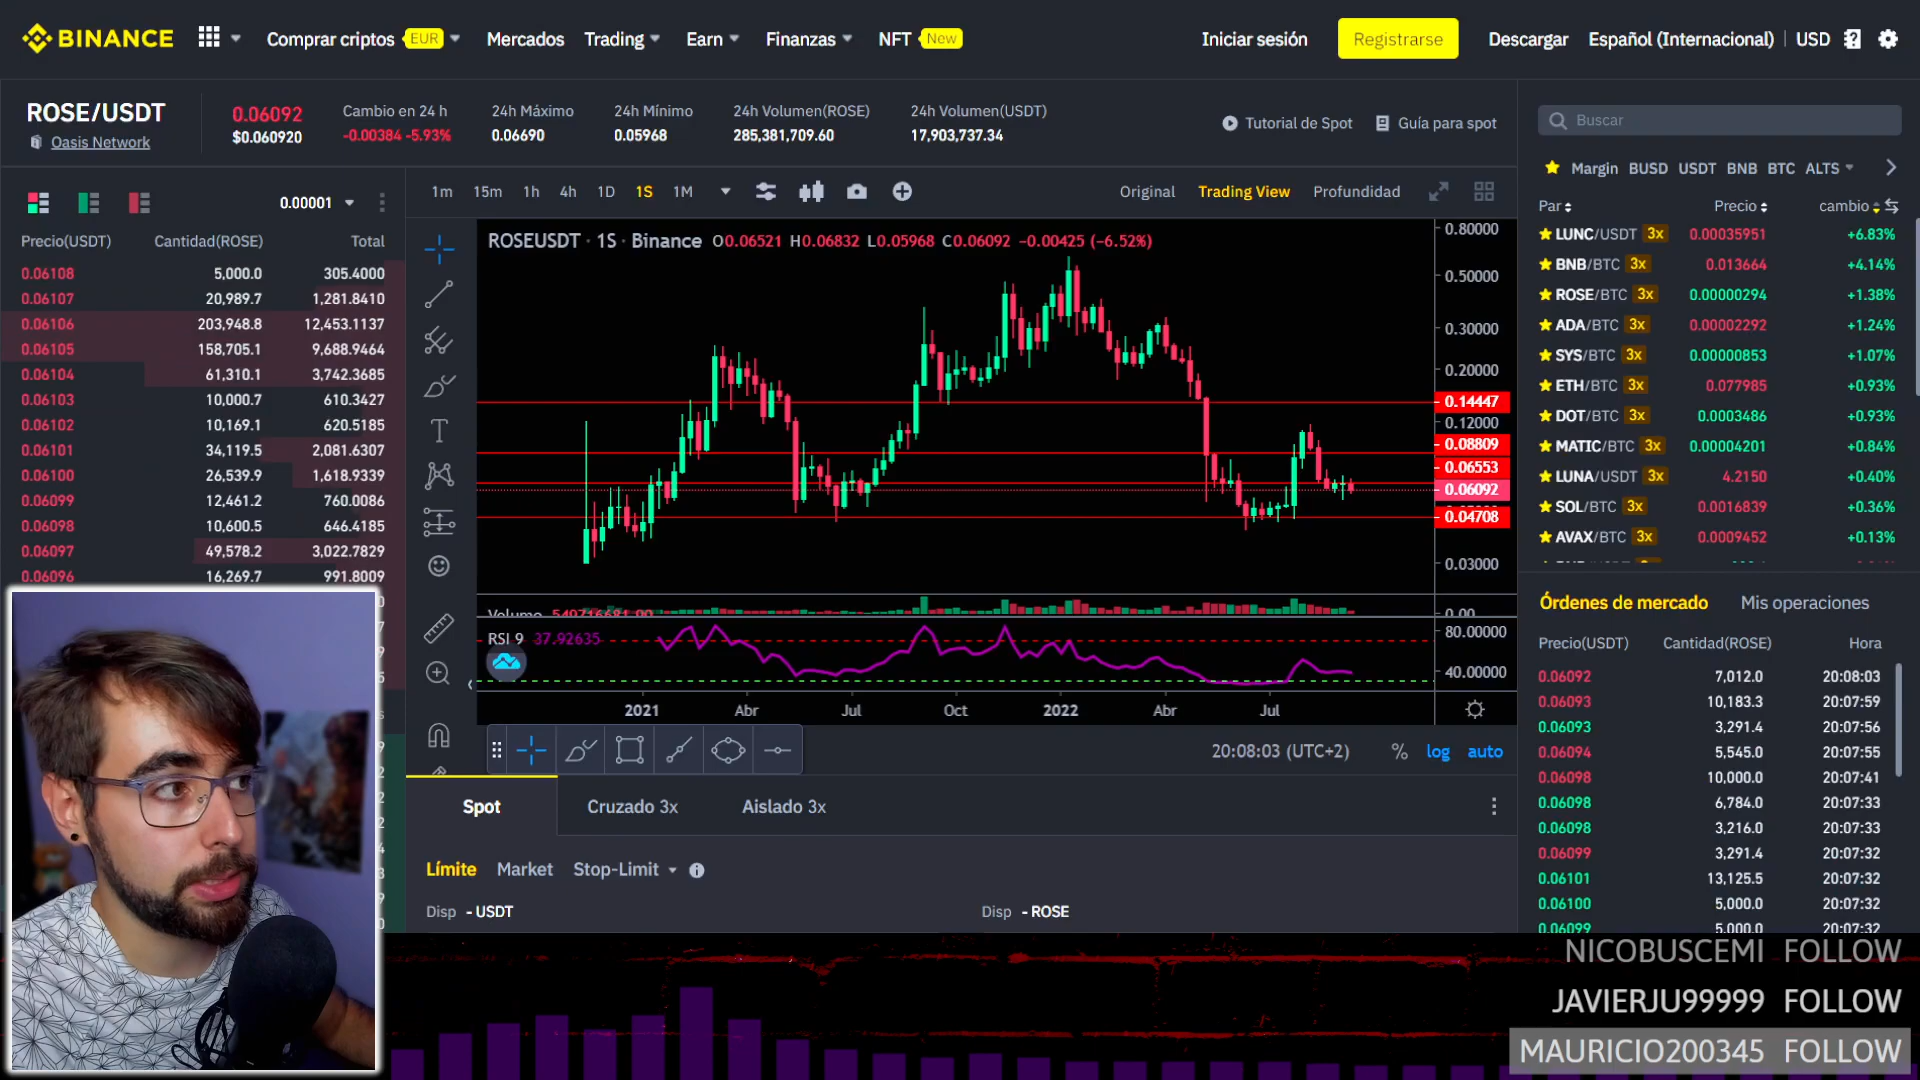 BINANCE
Comprar criptos EUR
Mercados
Trading
Earn
Finanzas
NFT New
Iniciar sesión
Registrarse
Descargar
Español (Internacional)
USD
ROSE/USDT
Oasis Network
0.06092
$0.060920
Cambio en 24 h
-0.00384 -5.93%
24h Máximo
0.06690
24h Mínimo
0.05968
24h Volumen(ROSE)
285,381,709.60
24h Volumen(USDT)
17,903,737.34
Tutorial de Spot
Guía para spot
Buscar
0.00001
Precio(USDT) Cantidad(ROSE) Total
0.06108 5,000.0 305.4000
0.06107 20,989.7 1,281.8410
0.06106 203,948.8 12,453.1137
0.06105 158,705.1 9,688.9464
0.06104 61,310.1 3,742.3685
0.06103 10,000.7 610.3427
0.06102 10,169.1 620.5185
0.06101 34,119.5 2,081.6307
0.06100 26,539.9 1,618.9339
0.06099 12,461.2 760.0086
0.06098 10,600.5 646.4185
0.06097 49,578.2 3,022.7829
0.06096 16,269.7 991.8009
1m 15m 1h 4h 1D 1S 1M
Original Trading View Profundidad
ROSEUSDT · 1S · Binance O0.06521 H0.06832 L0.05968 C0.06092 -0.00425 (-6.52%)
0.80000
0.50000
0.30000
0.20000
0.14447
0.12000
0.08809
0.06553
0.06092
0.04708
0.03000
0.00
RSI 9 37.92635
80.00000
40.00000
2021 Abr Jul Oct 2022 Abr Jul
20:08:03 (UTC+2) % log auto
Spot Cruzado 3x Aislado 3x
Límite Market Stop-Limit
Disp - USDT
Disp - ROSE
Margin BUSD USDT BNB BTC ALTS
Par Precio cambio
LUNC/USDT 3x 0.00035951 +6.83%
BNB/BTC 3x 0.013664 +4.14%
ROSE/BTC 3x 0.00000294 +1.38%
ADA/BTC 3x 0.00002292 +1.24%
SYS/BTC 3x 0.00000853 +1.07%
ETH/BTC 3x 0.077985 +0.93%
DOT/BTC 3x 0.0003486 +0.93%
MATIC/BTC 3x 0.00004201 +0.84%
LUNA/USDT 3x 4.2150 +0.40%
SOL/BTC 3x 0.0016839 +0.36%
AVAX/BTC 3x 0.0009452 +0.13%
Órdenes de mercado Mis operaciones
Precio(USDT) Cantidad(ROSE) Hora
0.06092 7,012.0 20:08:03
0.06093 10,183.3 20:07:59
0.06093 3,291.4 20:07:56
0.06094 5,545.0 20:07:55
0.06098 10,000.0 20:07:41
0.06098 6,784.0 20:07:33
0.06098 3,216.0 20:07:33
0.06099 3,291.4 20:07:32
0.06101 13,125.5 20:07:32
0.06100 5,000.0 20:07:32
0.06099 5,000.0 20:07:32
NICOBUSCEMI FOLLOW
JAVIERJU99999 FOLLOW
MAURICIO200345 FOLLOW